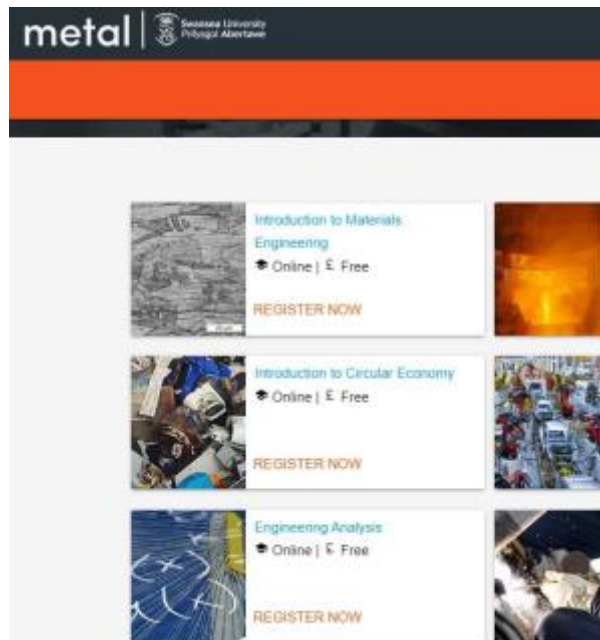 metal
Swansea University
Prifysgol Abertawe
Introduction to Materials
Engineering
Online | £ Free
REGISTER NOW
Introduction to Circular Economy
Online | £ Free
REGISTER NOW
Engineering Analysis
Online | £ Free
REGISTER NOW